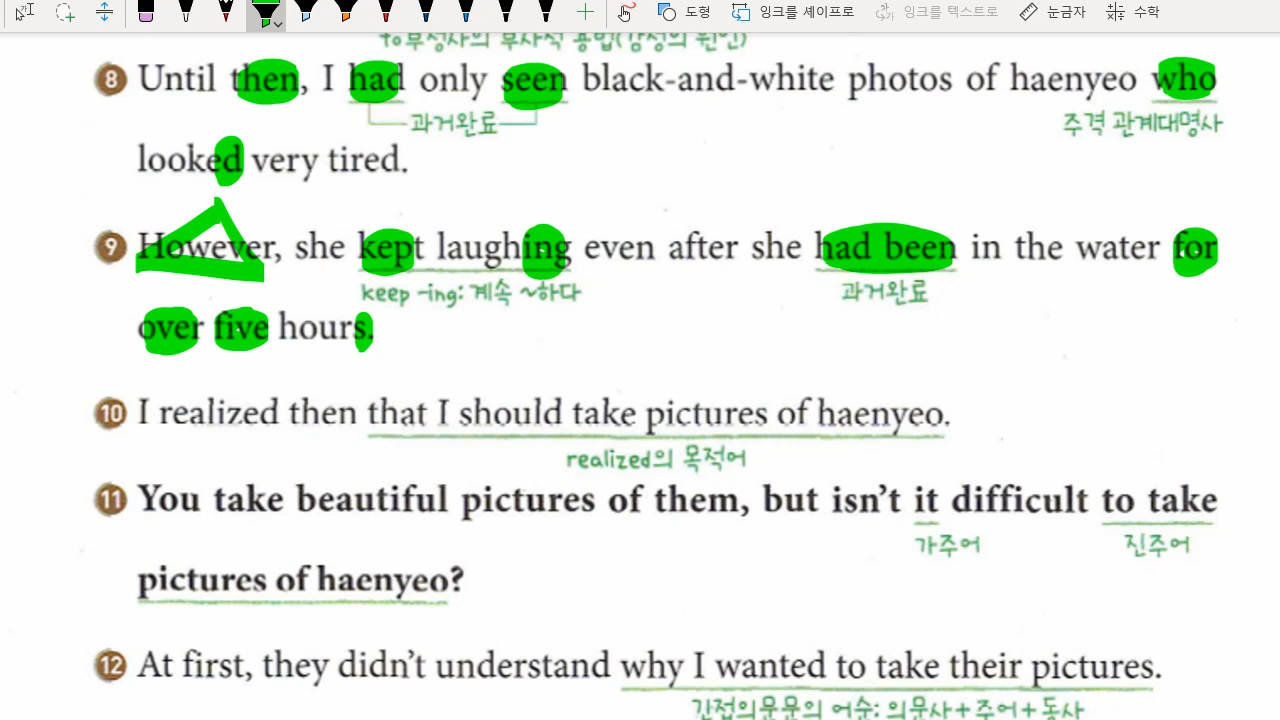 도형 잉크를 셰이프로 잉크를 텍스트로 눈금자 수학
to부정사의 부사적 용법(감정의 원인)
8 Until then, I had only seen black-and-white photos of haenyeo who
과거완료 주격 관계대명사
looked very tired.
9 However, she kept laughing even after she had been in the water for
keep -ing: 계속 ~하다 과거완료
over five hours.
10 I realized then that I should take pictures of haenyeo.
realized의 목적어
11 You take beautiful pictures of them, but isn't it difficult to take
가주어 진주어
pictures of haenyeo?
12 At first, they didn't understand why I wanted to take their pictures.
간접의문문의 어순: 의문사+주어+동사